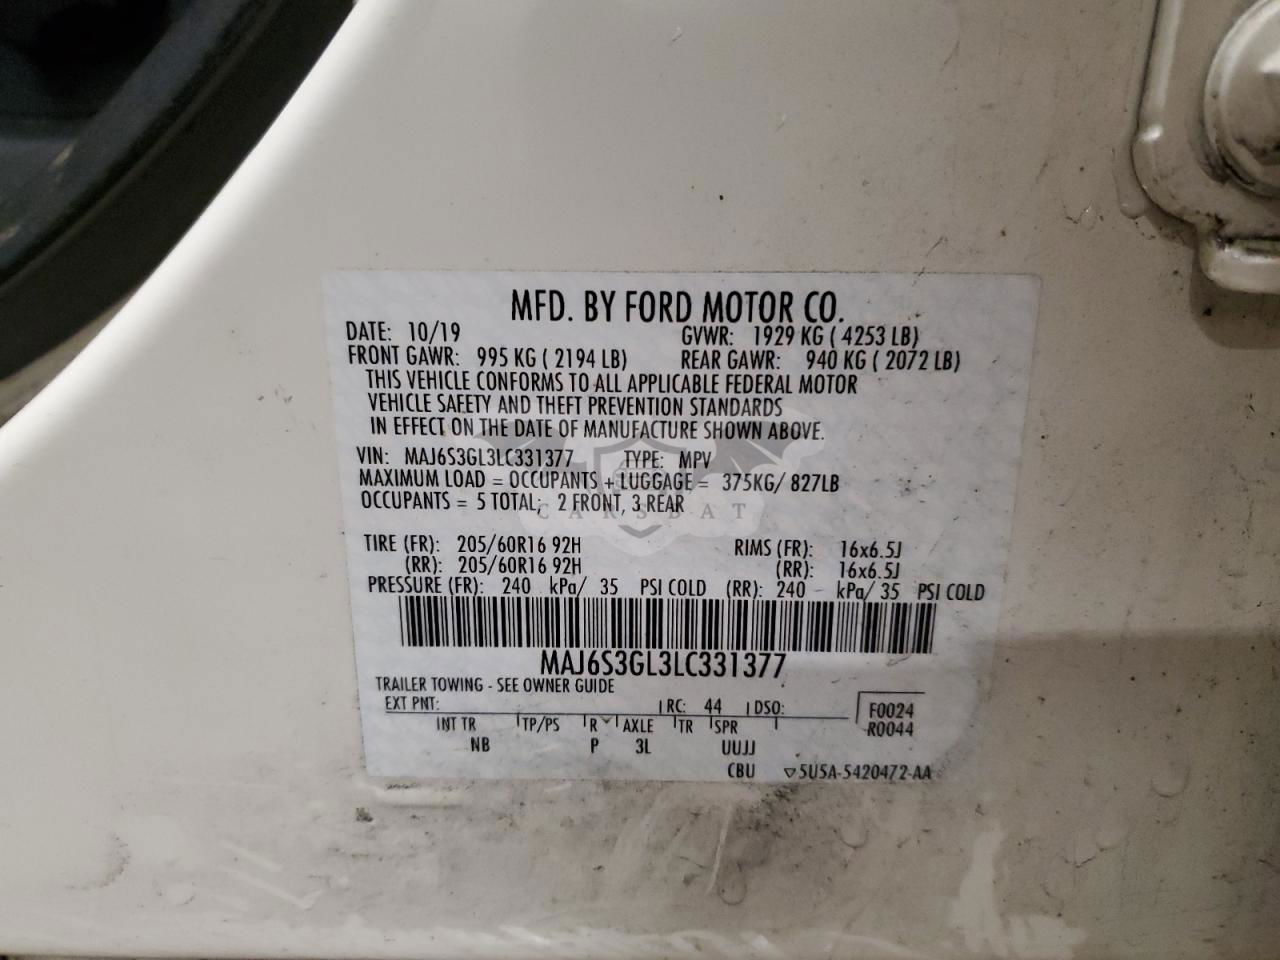 MFD. BY FORD MOTOR CO.
DATE: 10/19 GVWR: 1929 KG ( 4253 LB)
FRONT GAWR: 995 KG ( 2194 LB) REAR GAWR: 940 KG ( 2072 LB)
THIS VEHICLE CONFORMS TO ALL APPLICABLE FEDERAL MOTOR
VEHICLE SAFETY AND THEFT PREVENTION STANDARDS
IN EFFECT ON THE DATE OF MANUFACTURE SHOWN ABOVE.
VIN: MAJ6S3GL3LC331377 TYPE: MPV
MAXIMUM LOAD = OCCUPANTS + LUGGAGE = 375KG/ 827LB
OCCUPANTS = 5 TOTAL; 2 FRONT, 3 REAR
CARSBAT
TIRE (FR): 205/60R16 92H RIMS (FR): 16x6.5J
(RR): 205/60R16 92H (RR): 16x6.5J
PRESSURE (FR): 240 kPa/ 35 PSI COLD (RR): 240 kPa/ 35 PSI COLD
MAJ6S3GL3LC331377
TRAILER TOWING - SEE OWNER GUIDE
EXT PNT: RC: 44 DSO: F0024
INT TR TP/PS R AXLE TR SPR R0044
NB P 3L UUJJ
CBU ▽5U5A-5420472-AA